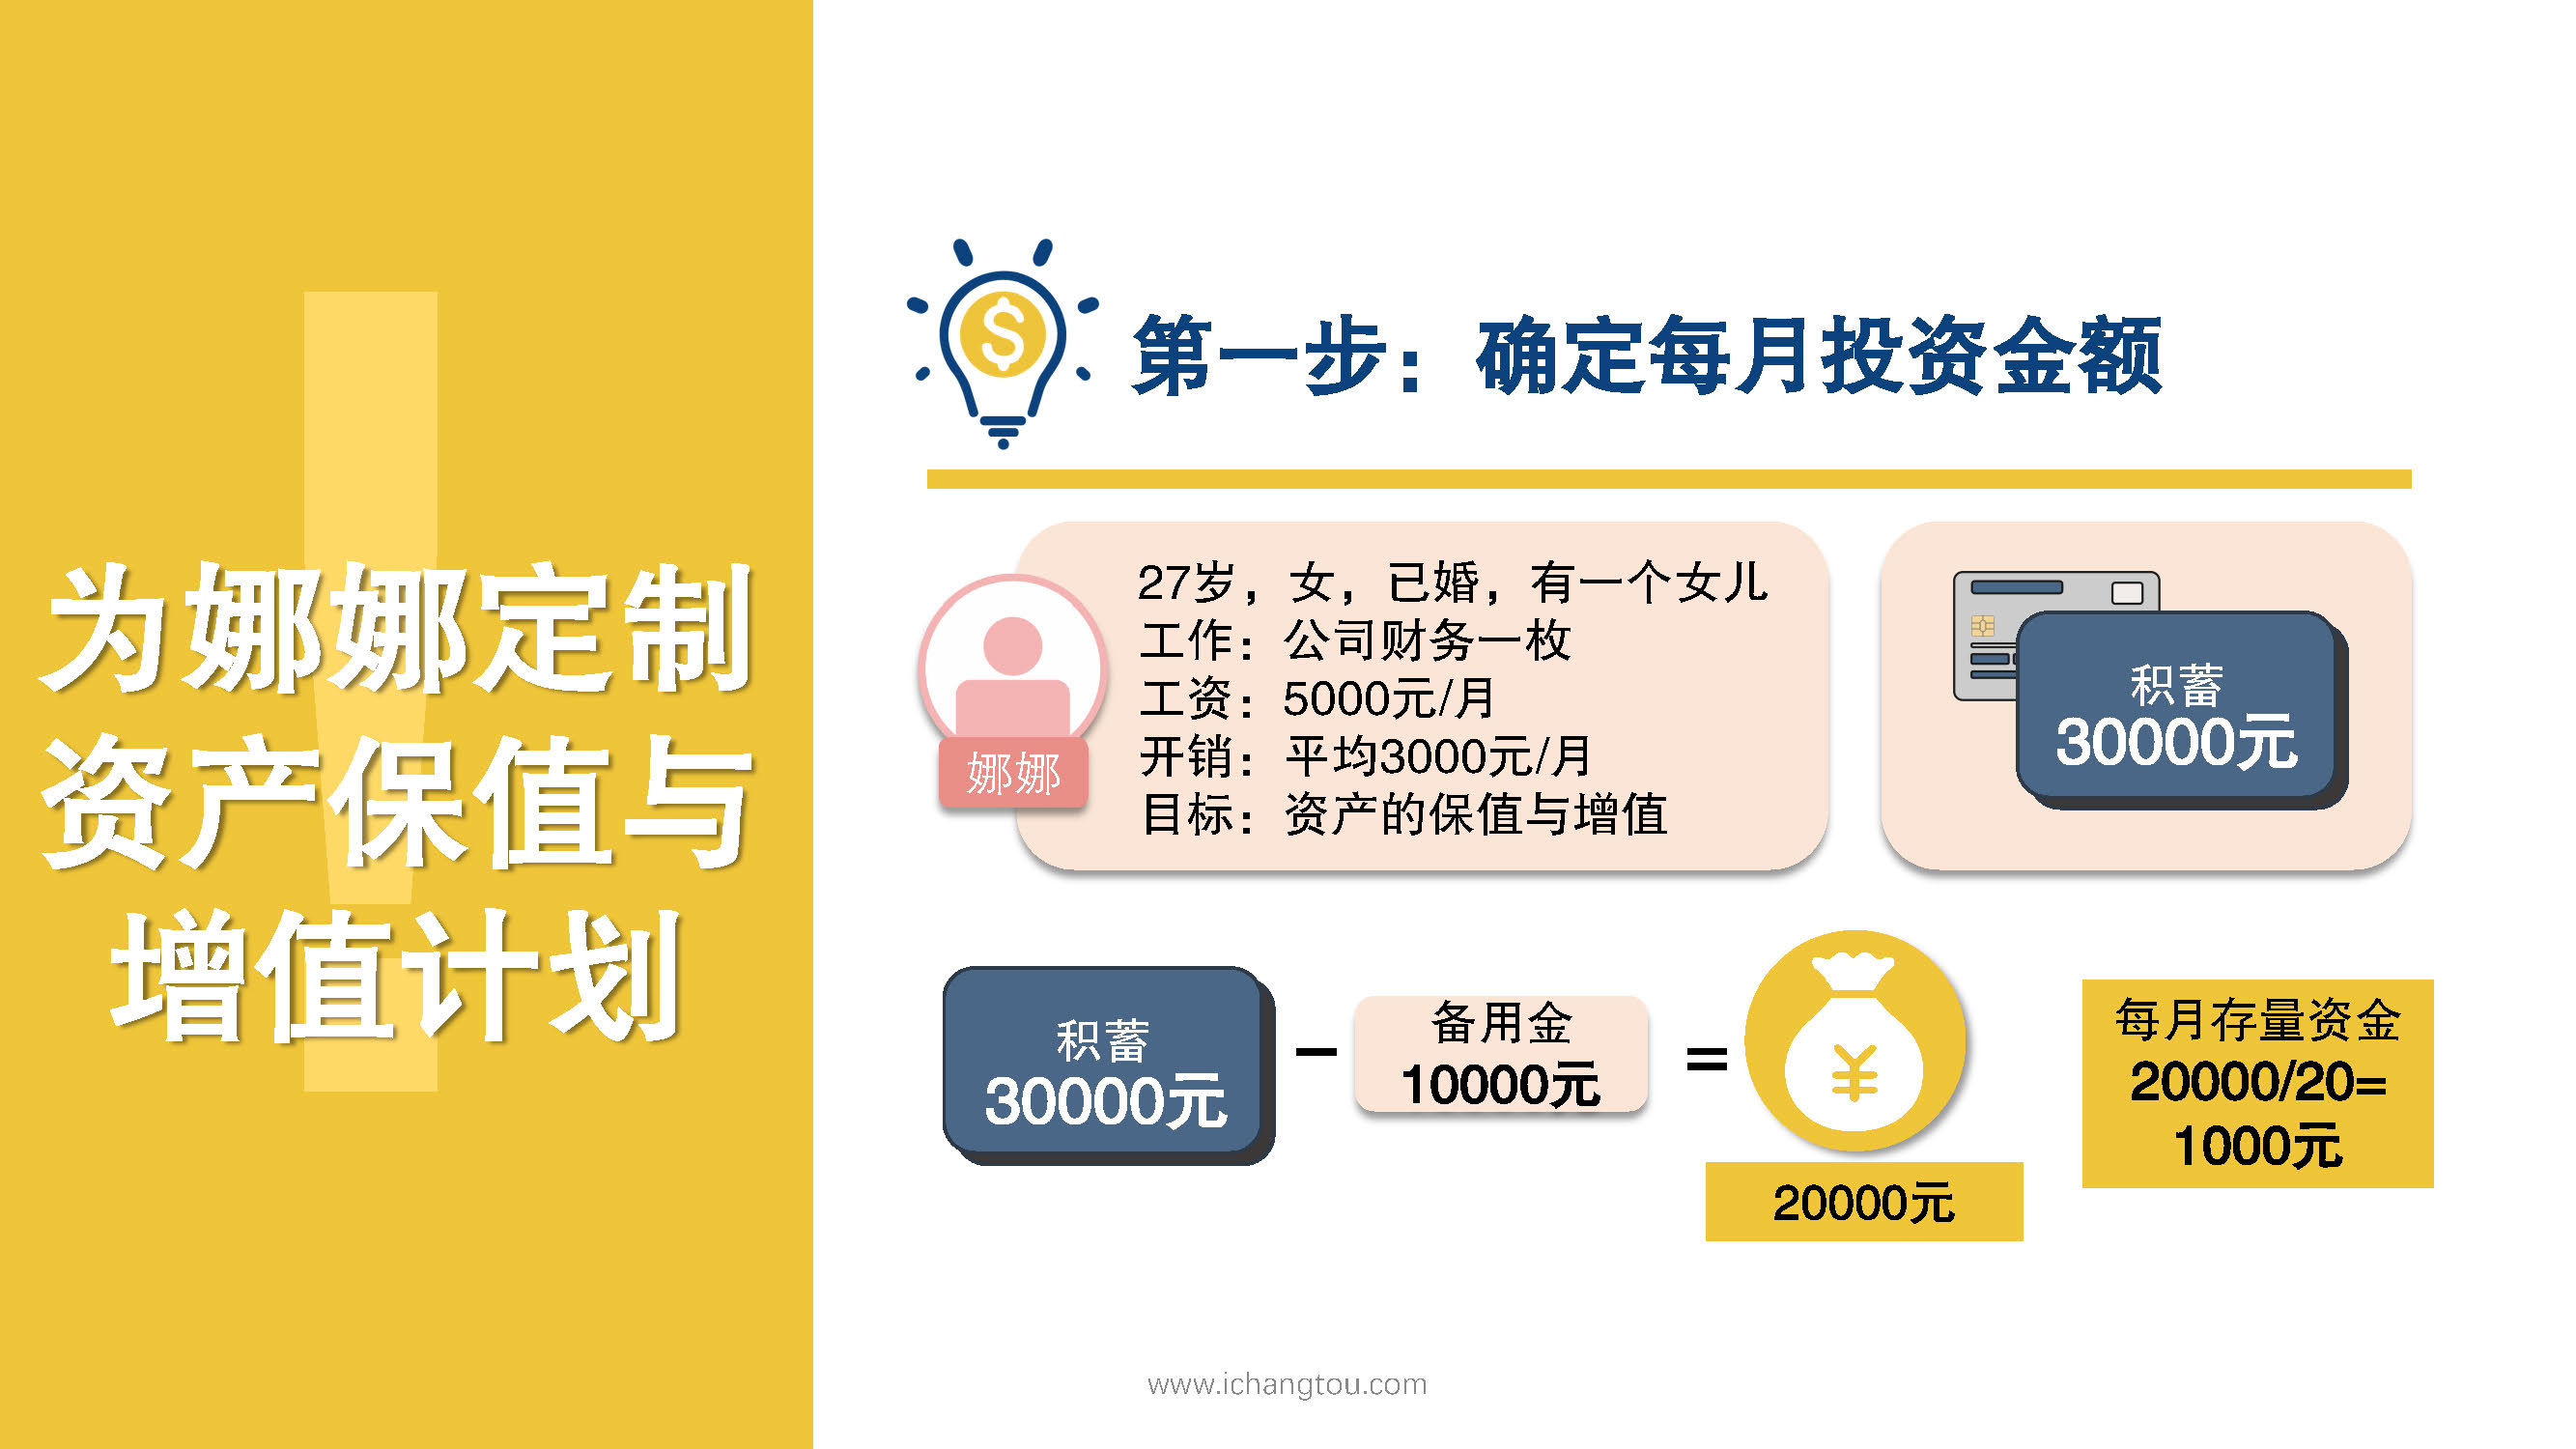 为娜娜定制
资产保值与
增值计划
第一步：确定每月投资金额
27岁，女，已婚，有一个女儿
工作：公司财务一枚
工资：5000元/月
开销：平均3000元/月
目标：资产的保值与增值
娜娜
积蓄
30000元
积蓄
30000元
－
备用金
10000元
=
¥
20000元
每月存量资金
20000/20=
1000元
$
www.ichangtou.com